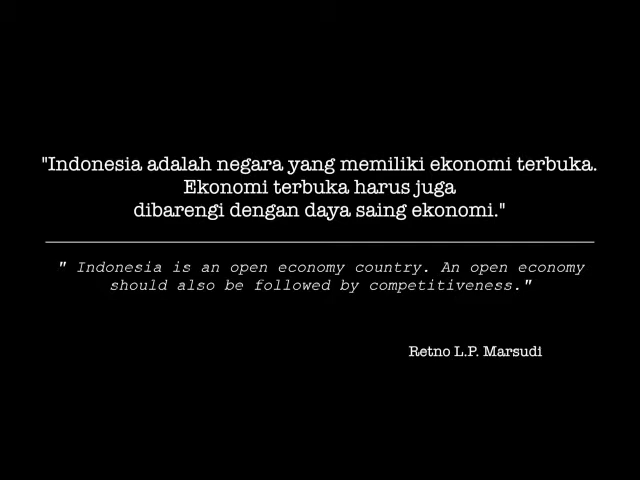 "Indonesia adalah negara yang memiliki ekonomi terbuka.
Ekonomi terbuka harus juga
dibarengi dengan daya saing ekonomi."
" Indonesia is an open economy country. An open economy
should also be followed by competitiveness."
Retno L.P. Marsudi